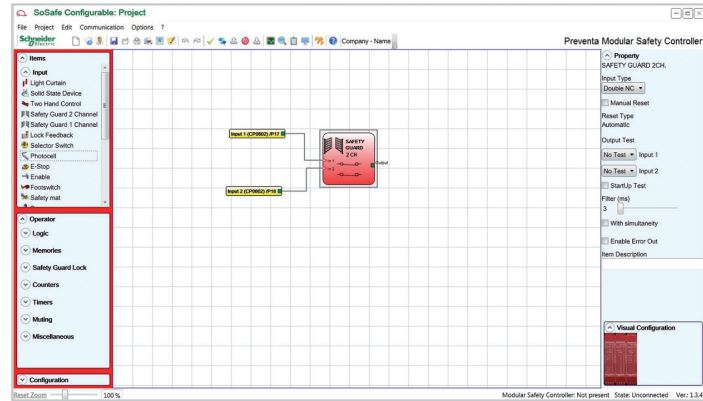 SoSafe Configurable: Project
File Project Edit Communication Options ?
Schneider Electric
Company - Name
Preventa Modular Safety Controller
Items
Input
Light Curtain
Solid State Device
Two Hand Control
Safety Guard 2 Channel
Safety Guard 1 Channel
Lock Feedback
Selector Switch
Photocell
E-Stop
Enable
Footswitch
Safety mat
Operator
Logic
Memories
Safety Guard Lock
Counters
Timers
Muting
Miscellaneous
Configuration
Input 1 (CP0802) /P17
Input 2 (CP0802) /P18
SAFETY
GUARD
2 CH
In 1
In 2
Output
Property
SAFETY GUARD 2CH.
Input Type
Double NC
Manual Reset
Reset Type
Automatic
Output Test
No Test Input 1
No Test Input 2
StartUp Test
Filter (ms)
3
With simultaneity
Enable Error Out
Item Description
Visual Configuration
Reset Zoom 100 %
Modular Safety Controller: Not present State: Unconnected Ver.: 1.3.4